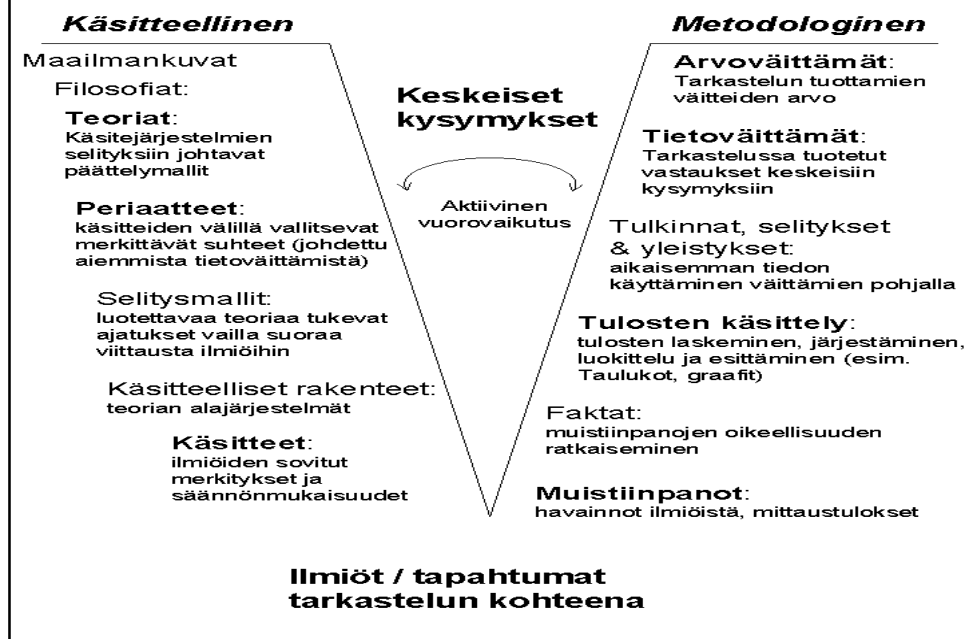 Käsitteellinen
Maailmankuvat
Filosofiat:
Teoriat:
Käsitejärjestelmien
selityksiin johtavat
päättelymallit
Periaatteet:
käsitteiden välillä vallitsevat
merkittävät suhteet (johdettu
aiemmista tietoväittämistä)
Selitysmallit:
luotettavaa teoriaa tukevat
ajatukset vailla suoraa
viittausta ilmiöihin
Käsitteelliset rakenteet:
teorian alajärjestelmät
Käsitteet:
ilmiöiden sovitut
merkitykset ja
säännönmukaisuudet
Keskeiset
kysymykset
Aktiivinen
vuorovaikutus
Metodologinen
Arvoväittämät:
Tarkastelun tuottamien
väitteiden arvo
Tietoväittämät:
Tarkastelussa tuotetut
vastaukset keskeisiin
kysymyksiin
Tulkinnat, selitykset
& yleistykset:
aikaisemman tiedon
käyttäminen väittämien pohjalla
Tulosten käsittely:
tulosten laskeminen, järjestäminen,
luokittelu ja esittäminen (esim.
Taulukot, graafit)
Faktat:
muistiinpanojen oikeellisuuden
ratkaiseminen
Muistiinpanot:
havainnot ilmiöistä, mittaustulokset
Ilmiöt / tapahtumat
tarkastelun kohteena